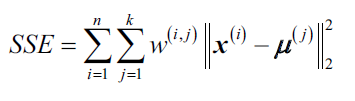 $SSE = \sum_{i=1}^{n} \sum_{j=1}^{k} w^{(i,j)} \left\| \boldsymbol{x}^{(i)} - \boldsymbol{\mu}^{(j)} \right\|_2^2$